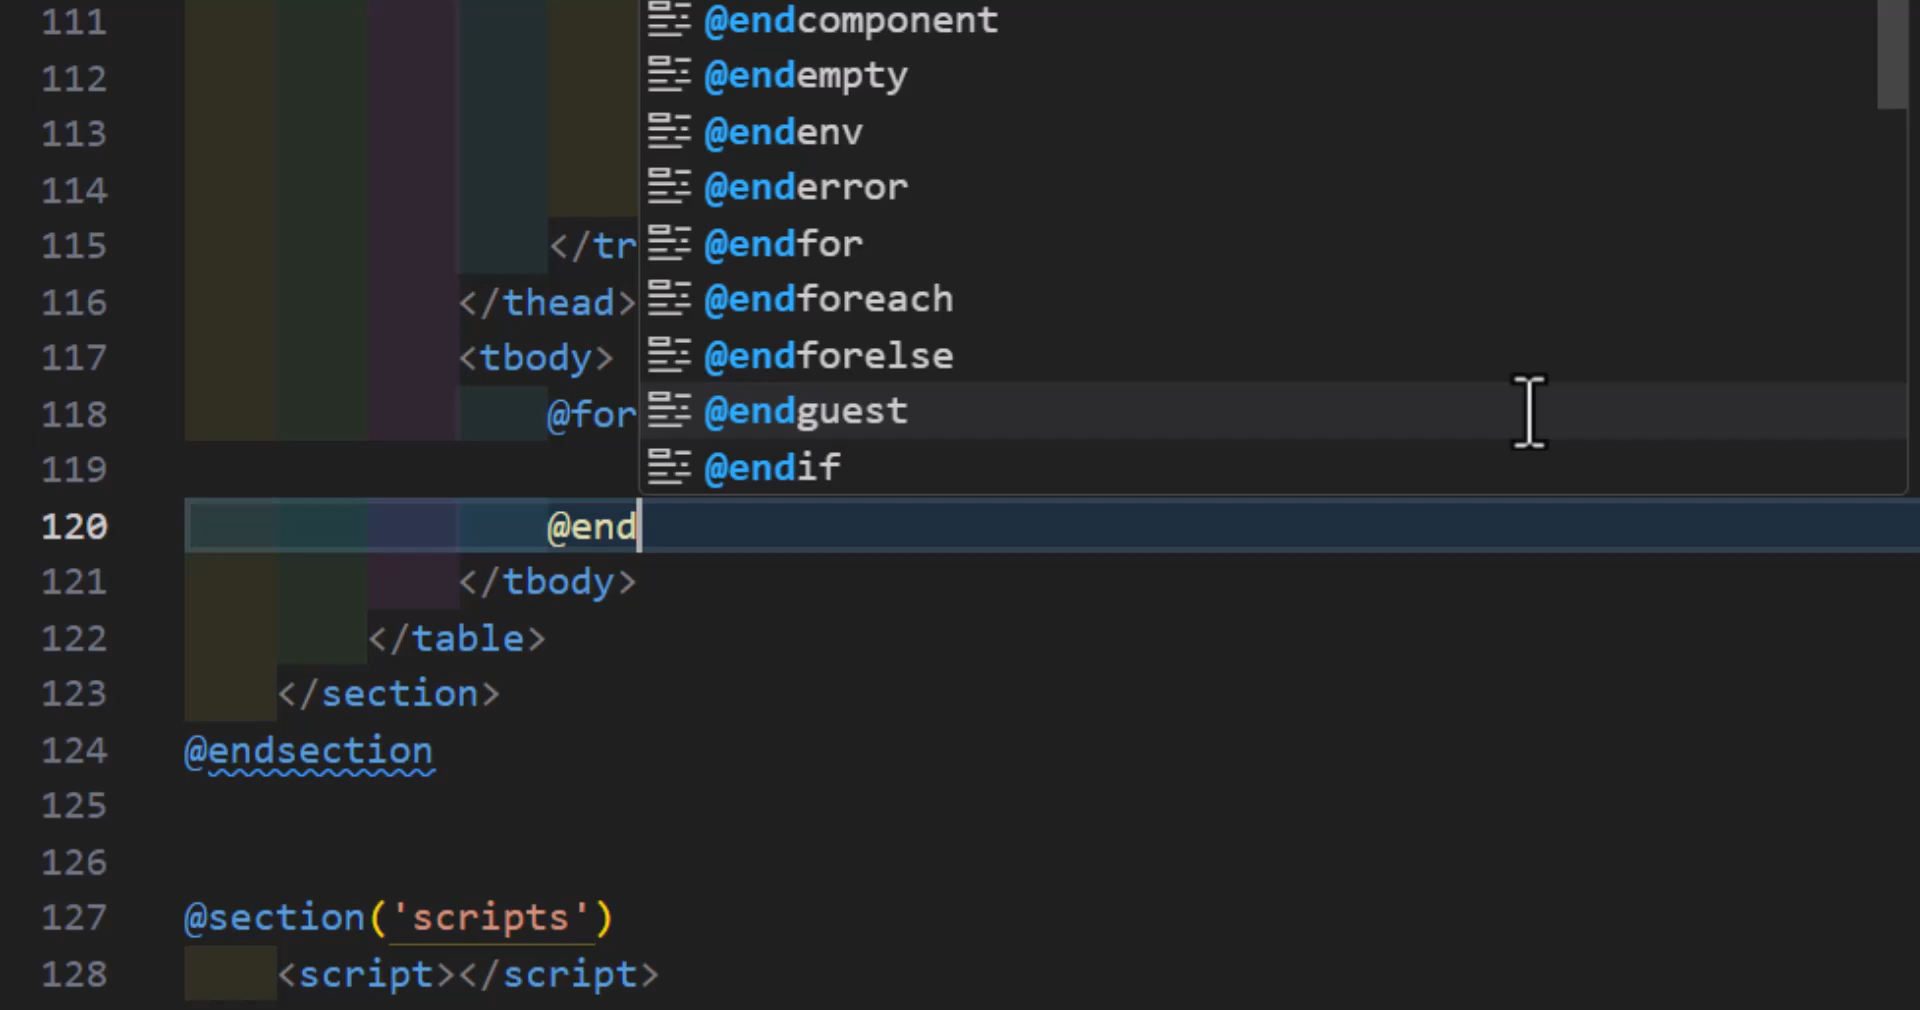 111
@endcomponent
112
@endempty
113
@endenv
114
@enderror
115 </tr
@endfor
116 </thead>
@endforeach
117 <tbody>
@endforelse
118 @for
@endguest
119
@endif
120 @end
121 </tbody>
122 </table>
123 </section>
124 @endsection
125
126
127 @section('scripts')
128 <script></script>